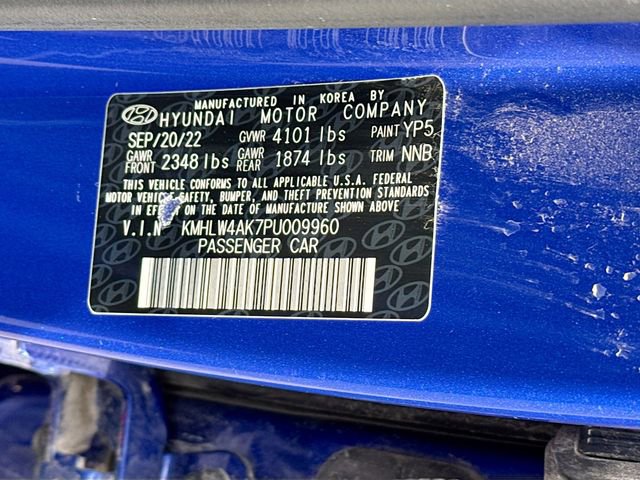 MANUFACTURED IN KOREA BY
HYUNDAI MOTOR COMPANY
SEP/20/22 GVWR 4101 lbs PAINT YP5
GAWR FRONT 2348 lbs GAWR REAR 1874 lbs TRIM NNB
THIS VEHICLE CONFORMS TO ALL APPLICABLE U.S.A. FEDERAL
MOTOR VEHICLE SAFETY, BUMPER, AND THEFT PREVENTION STANDARDS
IN EFFECT ON THE DATE OF MANUFACTURE SHOWN ABOVE
V.I.N KMHLW4AK7PU009960
PASSENGER CAR